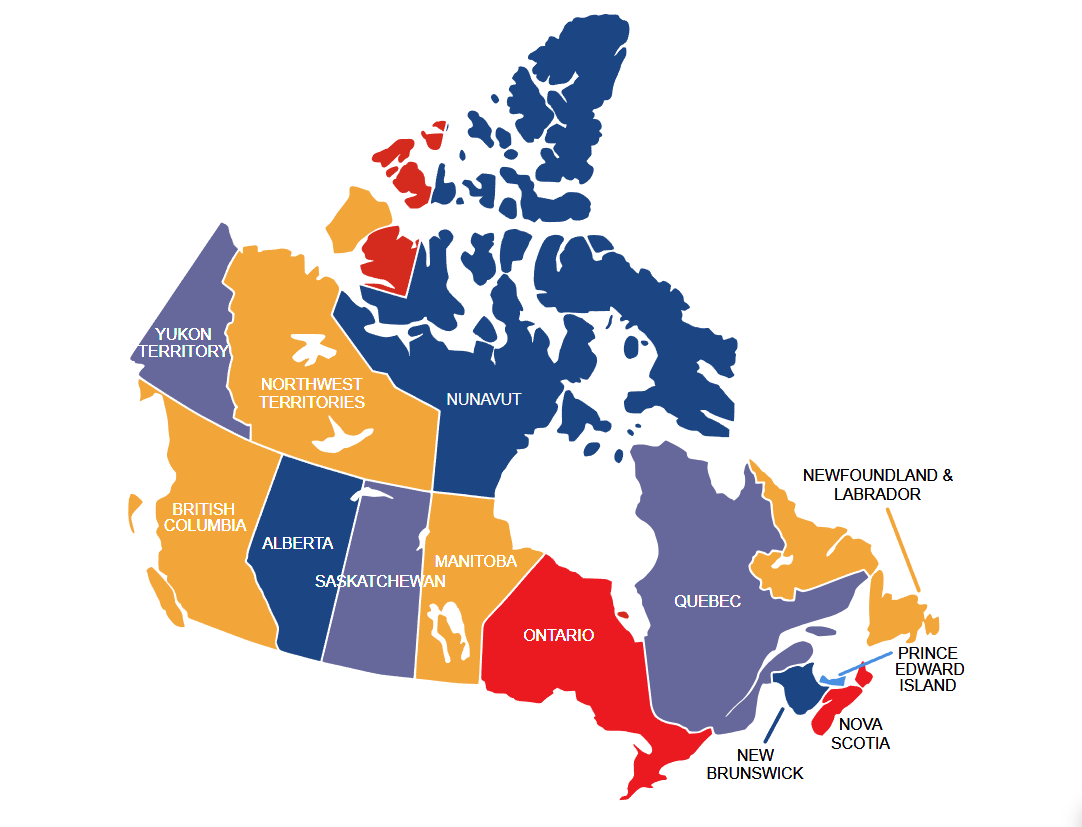 YUKON
TERRITORY
NORTHWEST
TERRITORIES
NUNAVUT
NEWFOUNDLAND &
LABRADOR
BRITISH
COLUMBIA
ALBERTA
SASKATCHEWAN
MANITOBA
ONTARIO
QUEBEC
PRINCE
EDWARD
ISLAND
NOVA
SCOTIA
NEW
BRUNSWICK